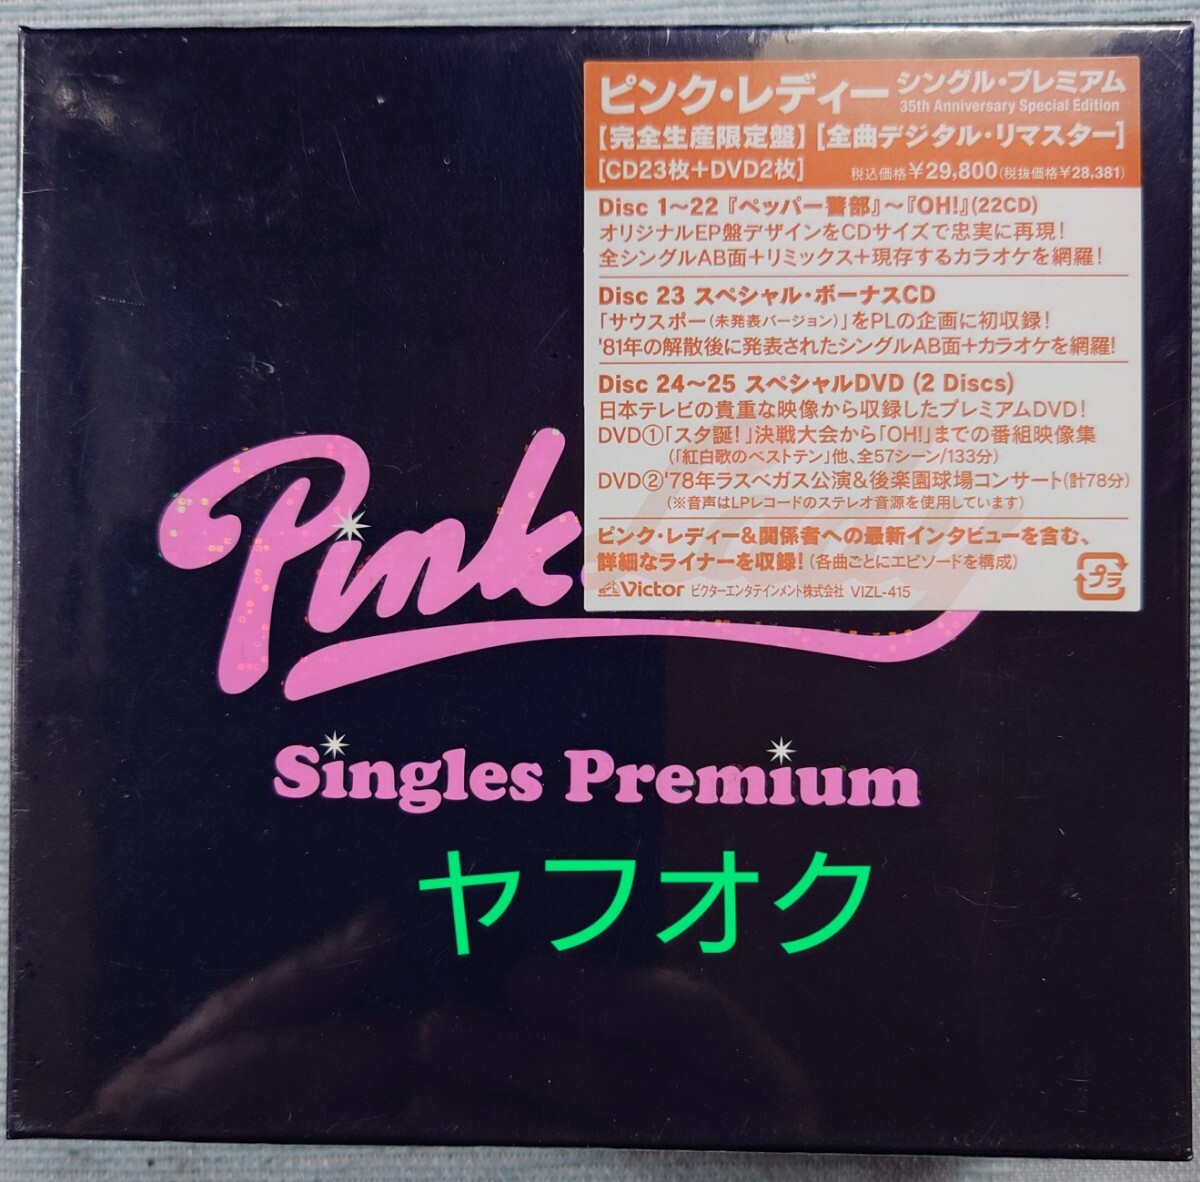 ピンク・レディー シングル・プレミアム
35th Anniversary Special Edition
【完全生産限定盤】 [全曲デジタル・リマスター]
[CD23枚+DVD2枚] 税込価格¥29,800(税抜価格¥28,381)
Disc 1〜22『ペッパー警部』〜『OH!』(22CD)
オリジナルEP盤デザインをCDサイズで忠実に再現!
全シングルAB面+リミックス+現存するカラオケを網羅!
Disc 23 スペシャル・ボーナスCD
「サウスポー(未発表バージョン)」をPLの企画に初収録!
'81年の解散後に発表されたシングルAB面+カラオケを網羅!
Disc 24〜25 スペシャルDVD (2 Discs)
日本テレビの貴重な映像から収録したプレミアムDVD!
DVD①「スタ誕!」決戦大会から「OH!」までの番組映像集
(「紅白歌のベストテン」他、全57シーン/133分)
DVD②'78年ラスベガス公演&後楽園球場コンサート(計78分)
(※音声はLPレコードのステレオ音源を使用しています)
ピンク・レディー&関係者への最新インタビューを含む、
詳細なライナーを収録!(各曲ごとにエピソードを構成)
Victor ビクターエンタテインメント株式会社 VIZL-415
プラ
Pink Lady
Singles Premium
ヤフオク